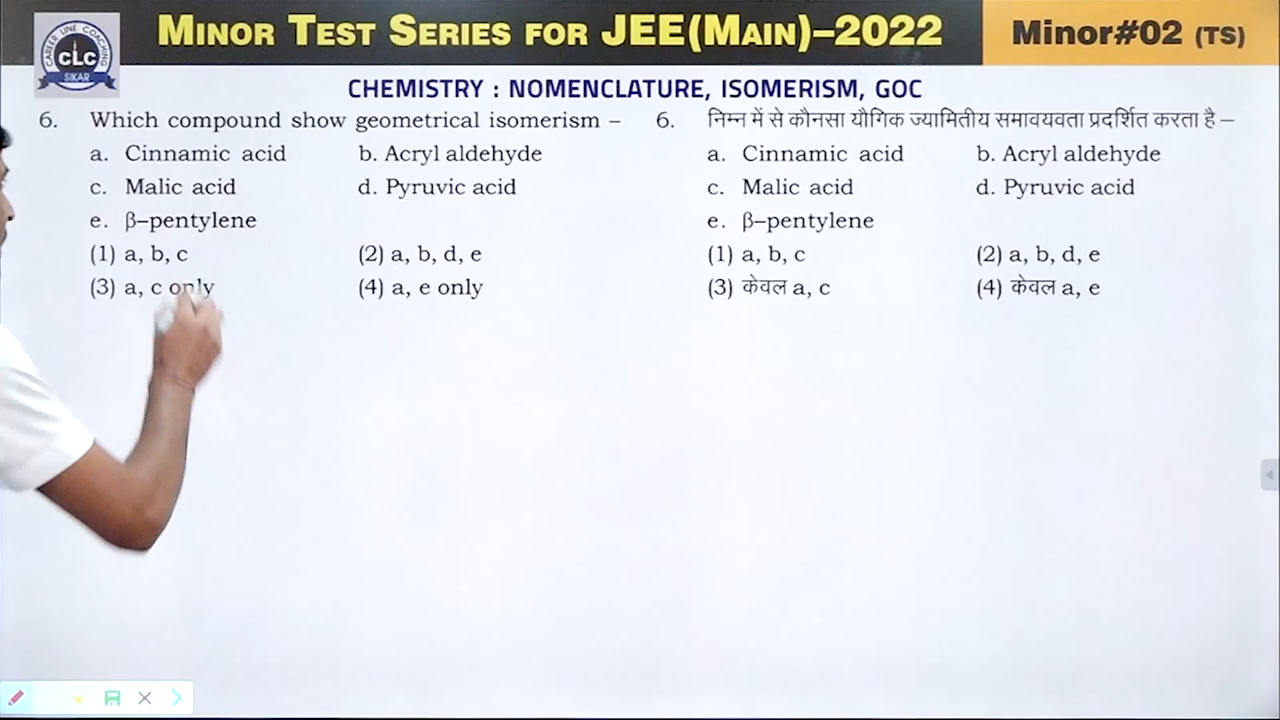 MINOR TEST SERIES FOR JEE(MAIN)–2022
Minor#02 (TS)
CAREER LINE COACHING
CLC
SIKAR
CHEMISTRY : NOMENCLATURE, ISOMERISM, GOC
6. Which compound show geometrical isomerism –
a. Cinnamic acid b. Acryl aldehyde
c. Malic acid d. Pyruvic acid
e. β–pentylene
(1) a, b, c (2) a, b, d, e
(3) a, c only (4) a, e only
6. निम्न में से कौनसा यौगिक ज्यामितीय समावयवता प्रदर्शित करता है –
a. Cinnamic acid b. Acryl aldehyde
c. Malic acid d. Pyruvic acid
e. β–pentylene
(1) a, b, c (2) a, b, d, e
(3) केवल a, c (4) केवल a, e